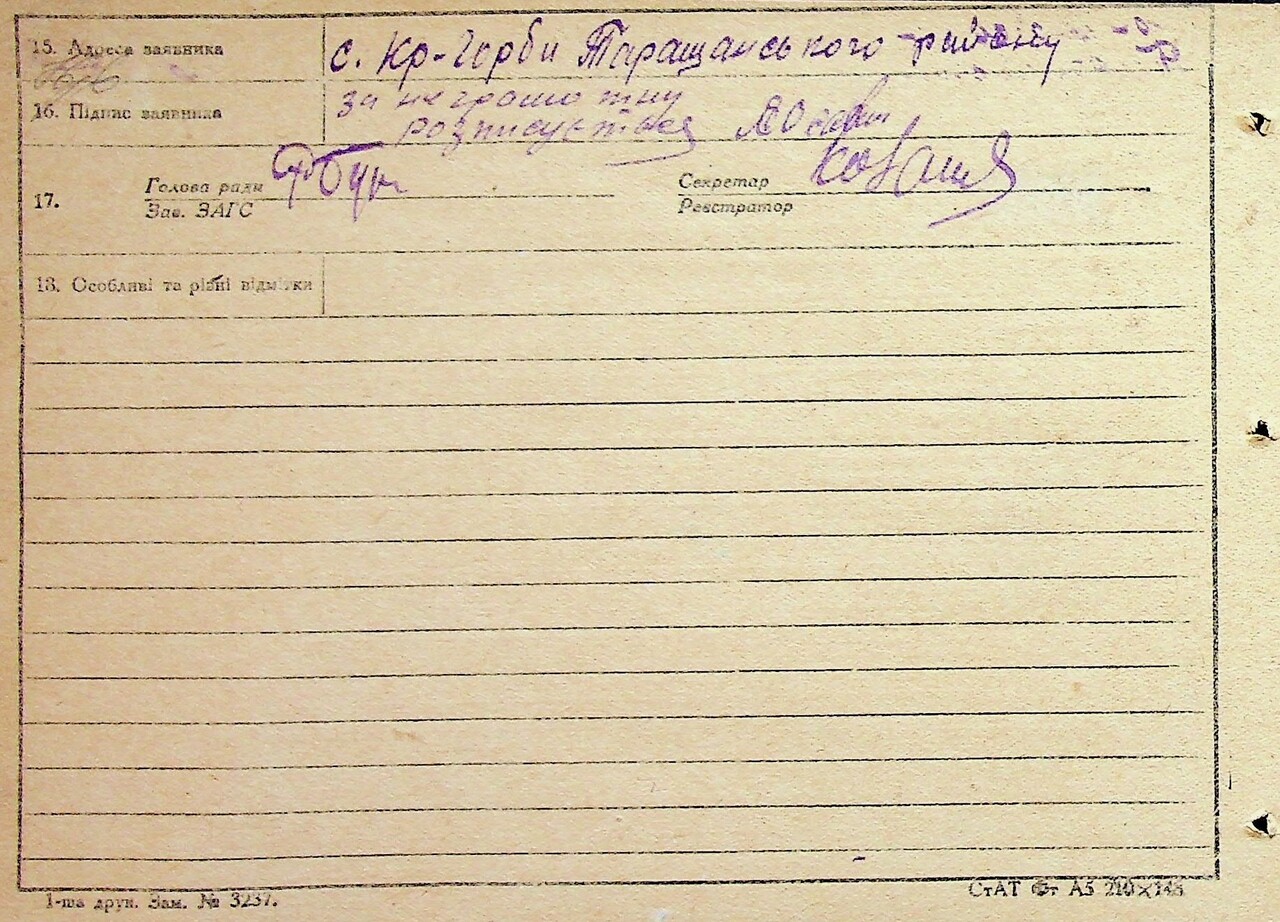 15. Адреса заявника с. Кр-Горби Таращанського району
16. Підпис заявника за неграмотну
розписується
Голова ради Секретар
17.
Зав. ЗАГС Реєстратор
18. Особливі та різні відмітки
1-ша друк. Зам. № 3237. СтАТ Ф-т А5 210×148